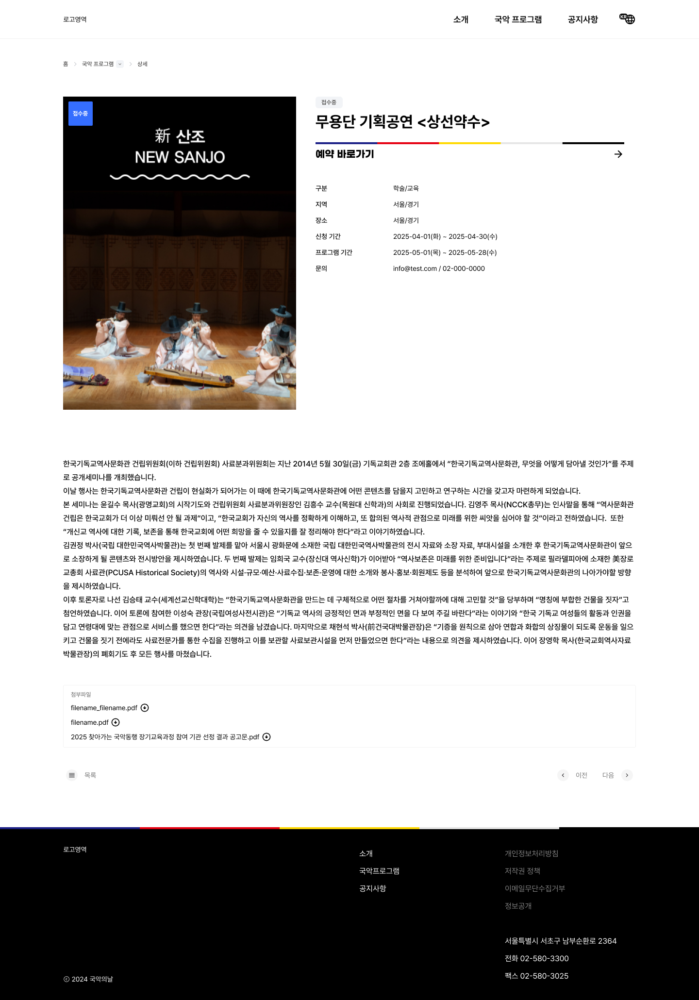 로고영역
소개
국악 프로그램
공지사항
KR
홈 > 국악 프로그램 > 상세
접수중
新 산조
NEW SANJO
접수중
무용단 기획공연 <상선약수>
예약 바로가기
구분 학술/교육
지역 서울/경기
장소 서울/경기
신청 기간 2025-04-01(화) ~ 2025-04-30(수)
프로그램 기간 2025-05-01(목) ~ 2025-05-28(수)
문의 info@test.com / 02-000-0000
한국기독교역사문화관 건립위원회(이하 건립위원회) 사료분과위원회는 지난 2014년 5월 30일(금) 기독교회관 2층 조에홀에서 “한국기독교역사문화관, 무엇을 어떻게 담아낼 것인가”를 주제
로 공개세미나를 개최했습니다.
이날 행사는 한국기독교역사문화관 건립이 현실화가 되어가는 이 때에 한국기독교역사문화관에 어떤 콘텐츠를 담을지 고민하고 연구하는 시간을 갖고자 마련하게 되었습니다.
본 세미나는 윤길수 목사(광명교회)의 시작기도와 건립위원회 사료분과위원장인 김흥수 교수(목원대 신학과)의 사회로 진행되었습니다. 김영주 목사(NCCK총무)는 인사말을 통해 “역사문화관
건립은 한국교회가 더 이상 미뤄선 안 될 과제”이고, “한국교회가 자신의 역사를 정확하게 이해하고, 또 합의된 역사적 관점으로 미래를 위한 씨앗을 심어야 할 것”이라고 전하였습니다. 또한
“개신교 역사에 대한 기록, 보존을 통해 한국교회에 어떤 희망을 줄 수 있을지를 잘 정리해야 한다”라고 이야기하였습니다.
김권정 박사(국립 대한민국역사박물관)는 첫 번째 발제를 맡아 서울시 광화문에 소재한 국립 대한민국역사박물관의 전시 자료와 소장 자료, 부대시설을 소개한 후 한국기독교역사문화관이 앞으
로 소장하게 될 콘텐츠와 전시방안을 제시하였습니다. 두 번째 발제는 임희국 교수(장신대 역사신학)가 이어받아 “역사보존은 미래를 위한 준비입니다”라는 주제로 필라델피아에 소재한 美장로
교총회 사료관(PCUSA Historical Society)의 역사와 시설·규모·예산·사료수집·보존·운영에 대한 소개와 봉사·홍보·회원제도 등을 분석하여 앞으로 한국기독교역사문화관의 나아가야할 방향
을 제시하였습니다.
이후 토론자로 나선 김승태 교수(세계선교신학대학)는 “한국기독교역사문화관을 만드는 데 구체적으로 어떤 절차를 거쳐야할까에 대해 고민할 것”을 당부하며 “명칭에 부합한 건물을 짓자”고
첨언하였습니다. 이어 토론에 참여한 이성숙 관장(국립여성사전시관)은 “기독교 역사의 긍정적인 면과 부정적인 면을 다 보여 주길 바란다”라는 이야기와 “한국 기독교 여성들의 활동과 인권을
담고 연령대에 맞는 관점으로 서비스를 했으면 한다”라는 의견을 남겼습니다. 마지막으로 채현석 박사(前건국대박물관장)은 “기증을 원칙으로 삼아 연합과 화합의 상징물이 되도록 운동을 일으
키고 건물을 짓기 전에라도 사료전문가를 통한 수집을 진행하고 이를 보관할 사료보관시설을 먼저 만들었으면 한다”라는 내용으로 의견을 제시하였습니다. 이어 장영학 목사(한국교회역사자료
박물관장)의 폐회기도 후 모든 행사를 마쳤습니다.
첨부파일
filename_filename.pdf
filename.pdf
2025 찾아가는 국악동행 장기교육과정 참여 기관 선정 결과 공고문.pdf
목록
이전
다음
로고영역
소개
국악프로그램
공지사항
개인정보처리방침
저작권 정책
이메일무단수집거부
정보공개
서울특별시 서초구 남부순환로 2364
전화 02-580-3300
팩스 02-580-3025
ⓒ 2024 국악의날